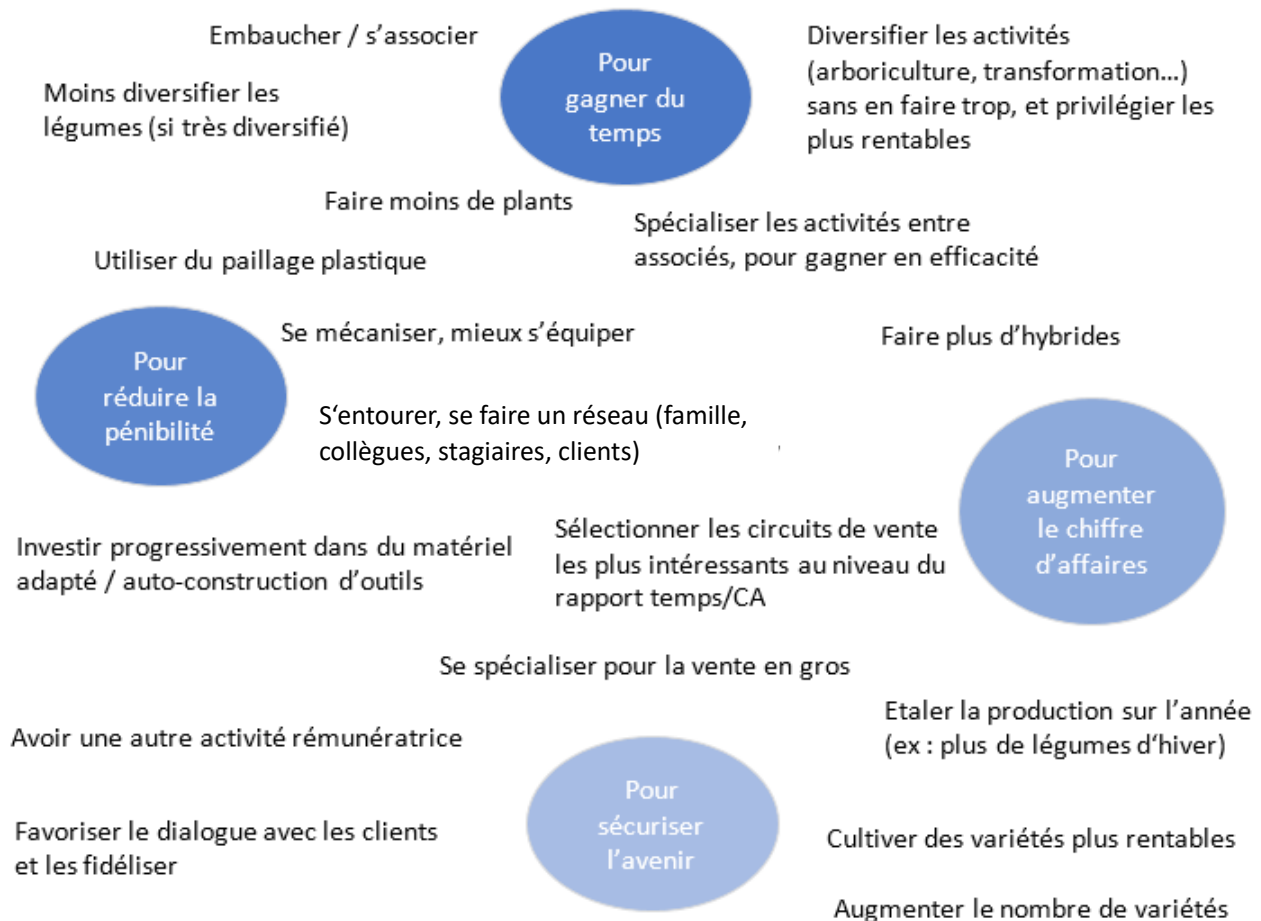 Embaucher / s’associer
Pour
gagner du
temps
Diversifier les activités
(arboriculture, transformation…)
sans en faire trop, et privilégier les
plus rentables
Moins diversifier les
légumes (si très diversifié)
Faire moins de plants
Spécialiser les activités entre
associés, pour gagner en efficacité
Utiliser du paillage plastique
Se mécaniser, mieux s’équiper
Faire plus d’hybrides
Pour
réduire la
pénibilité
S‘entourer, se faire un réseau (famille,
collègues, stagiaires, clients)
Pour
augmenter
le chiffre
d’affaires
Investir progressivement dans du matériel
adapté / auto-construction d’outils
Sélectionner les circuits de vente
les plus intéressants au niveau du
rapport temps/CA
Se spécialiser pour la vente en gros
Etaler la production sur l’année
(ex : plus de légumes d‘hiver)
Avoir une autre activité rémunératrice
Pour
sécuriser
l’avenir
Favoriser le dialogue avec les clients
et les fidéliser
Cultiver des variétés plus rentables
Augmenter le nombre de variétés